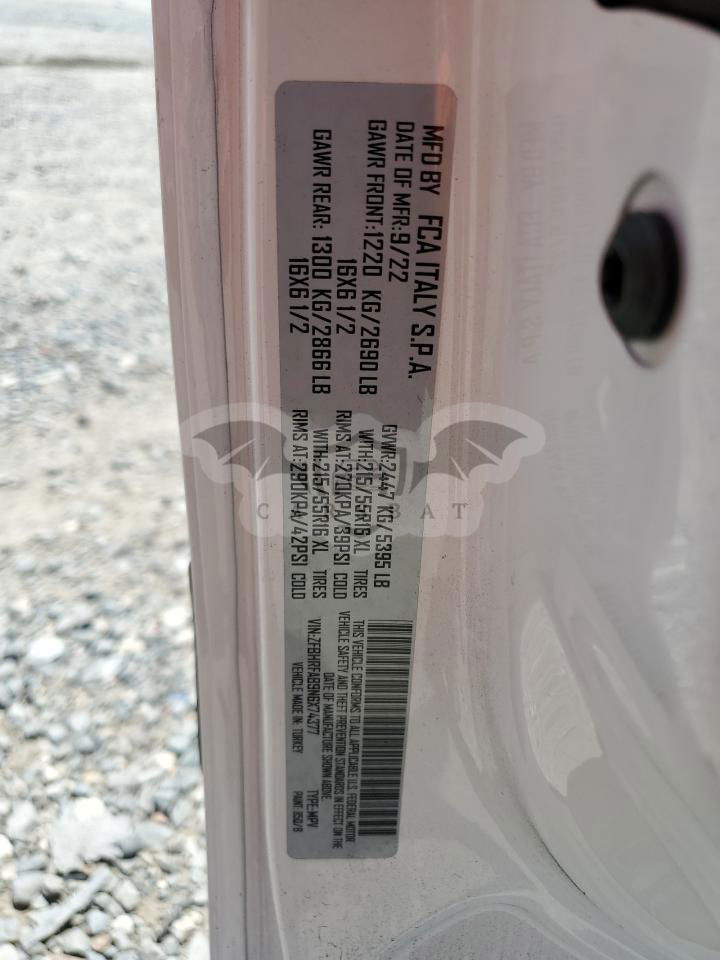 MFD BY FCA ITALY S.P.A.
DATE OF MFR:9/22 GVWR:2447 KG/5395 LB
GAWR FRONT:1220 KG/2690 LB WITH:215/55R16 XL TIRES
16X6 1/2 RIMS AT:270KPA/39PSI COLD
GAWR REAR: 1300 KG/2866 LB WITH:215/55R16 XL TIRES
16X6 1/2 RIMS AT:290KPA/42PSI COLD
THIS VEHICLE CONFORMS TO ALL APPLICABLE U.S. FEDERAL MOTOR
VEHICLE SAFETY AND THEFT PREVENTION STANDARDS IN EFFECT ON THE
DATE OF MANUFACTURE SHOWN ABOVE.
VIN:ZFBHRFAB9N6X74377 TYPE:MPV
VEHICLE MADE IN: TURKEY PAINT:850/B